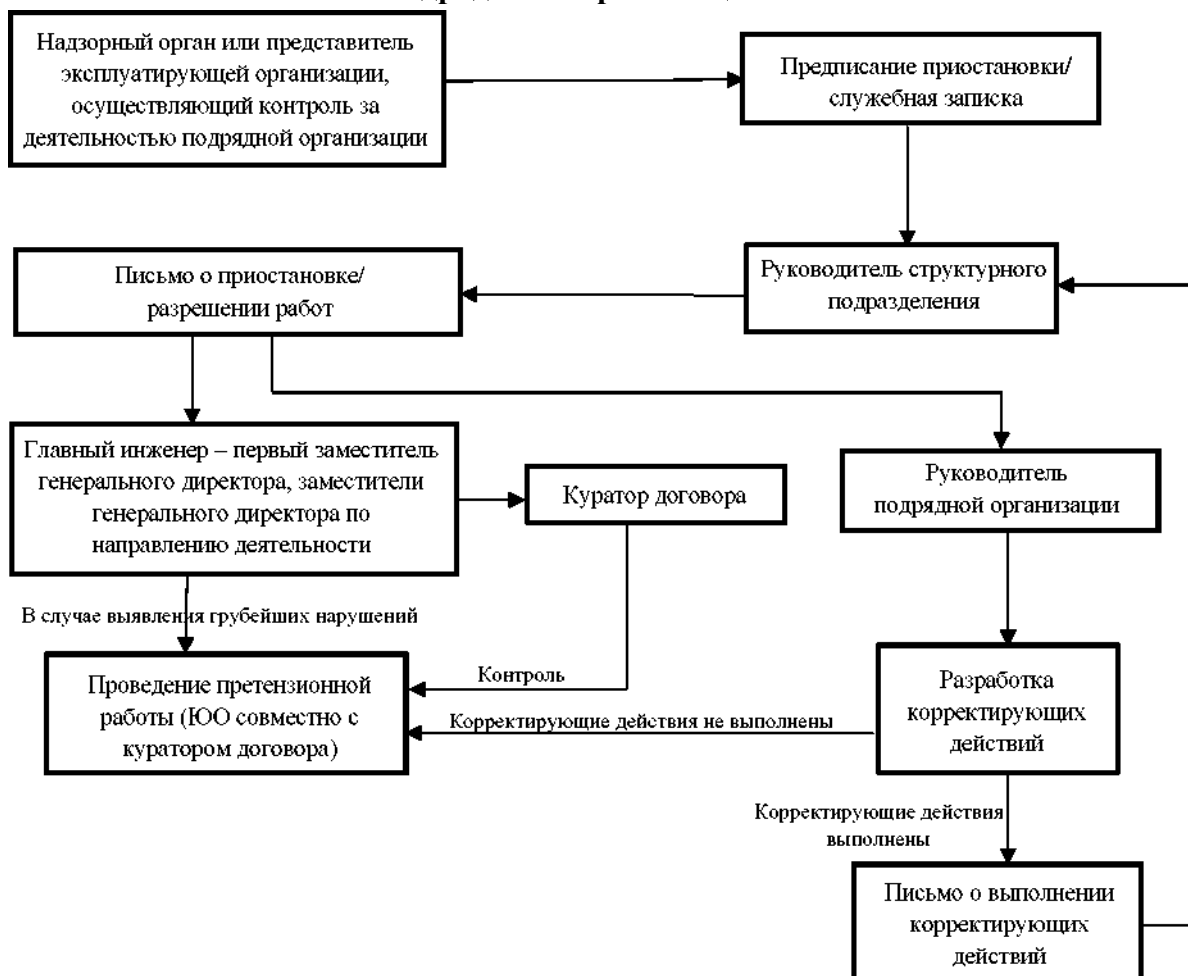 Надзорный орган или представитель
эксплуатирующей организации,
осуществляющий контроль за
деятельностью подрядной организации
Предписание приостановки/
служебная записка
Письмо о приостановке/
разрешении работ
Руководитель структурного
подразделения
Главный инженер – первый заместитель
генерального директора, заместители
генерального директора по
направлению деятельности
Куратор договора
Руководитель
подрядной организации
В случае выявления грубейших нарушений
Проведение претензионной
работы (ЮО совместно с
куратором договора)
Контроль
Корректирующие действия не выполнены
Разработка
корректирующих
действий
Корректирующие действия
выполнены
Письмо о выполнении
корректирующих
действий